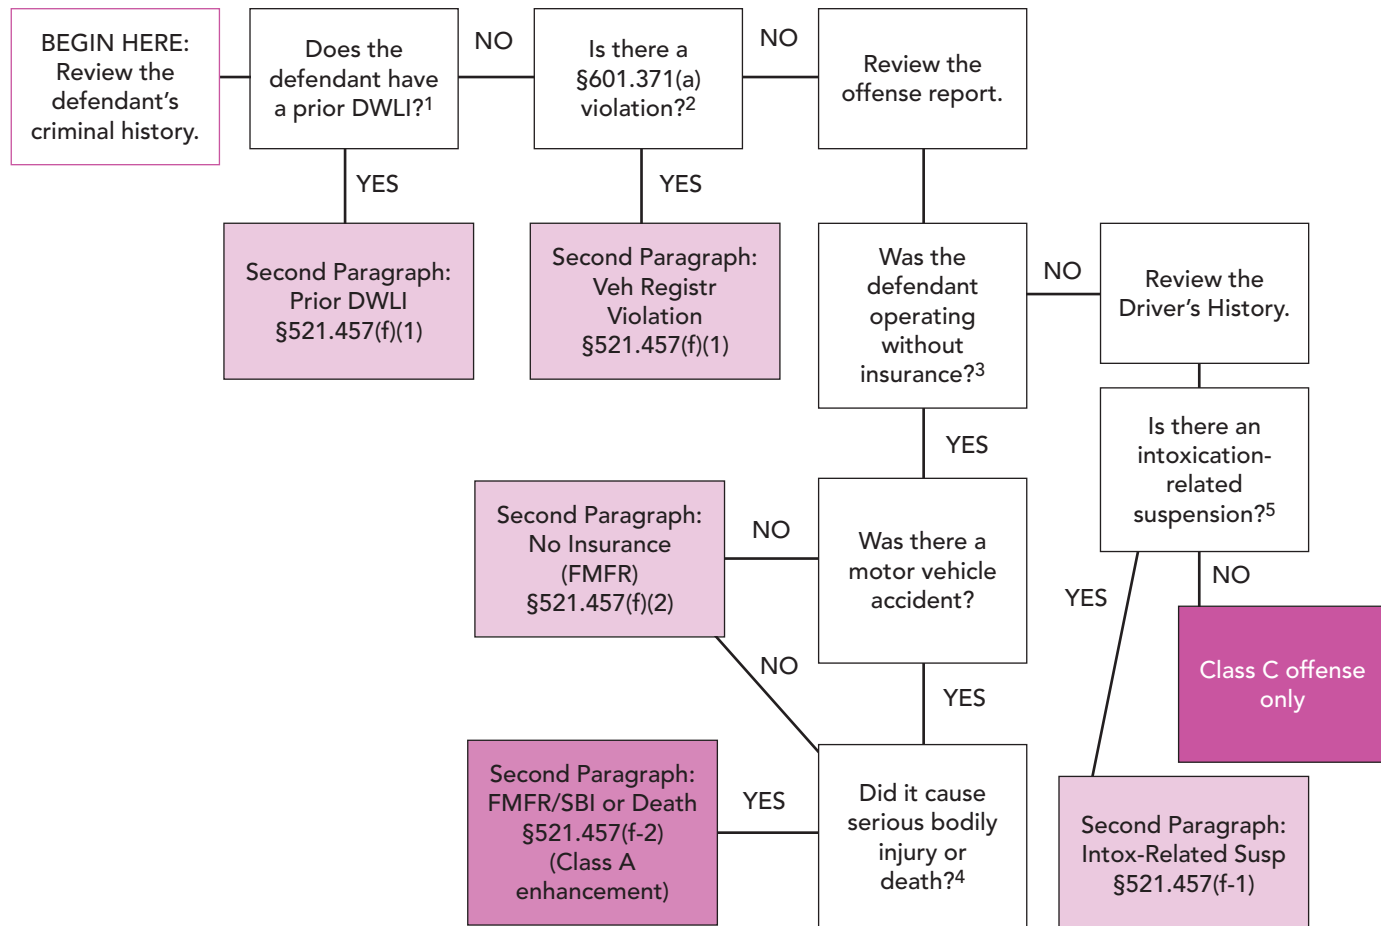 BEGIN HERE:
Review the
defendant’s
criminal history.
Does the
defendant have
a prior DWLI?1
NO
Is there a
§601.371(a)
violation?2
NO
Review the
offense report.
YES
YES
Second Paragraph:
Prior DWLI
§521.457(f)(1)
Second Paragraph:
Veh Registr
Violation
§521.457(f)(1)
Was the
defendant
operating
without
insurance?3
NO
Review the
Driver’s History.
YES
Is there an
intoxication-
related
suspension?5
Second Paragraph:
No Insurance
(FMFR)
§521.457(f)(2)
NO
Was there a
motor vehicle
accident?
YES
NO
NO
YES
Class C offense
only
Second Paragraph:
FMFR/SBI or Death
§521.457(f-2)
(Class A
enhancement)
YES
Did it cause
serious bodily
injury or
death?4
Second Paragraph:
Intox-Related Susp
§521.457(f-1)